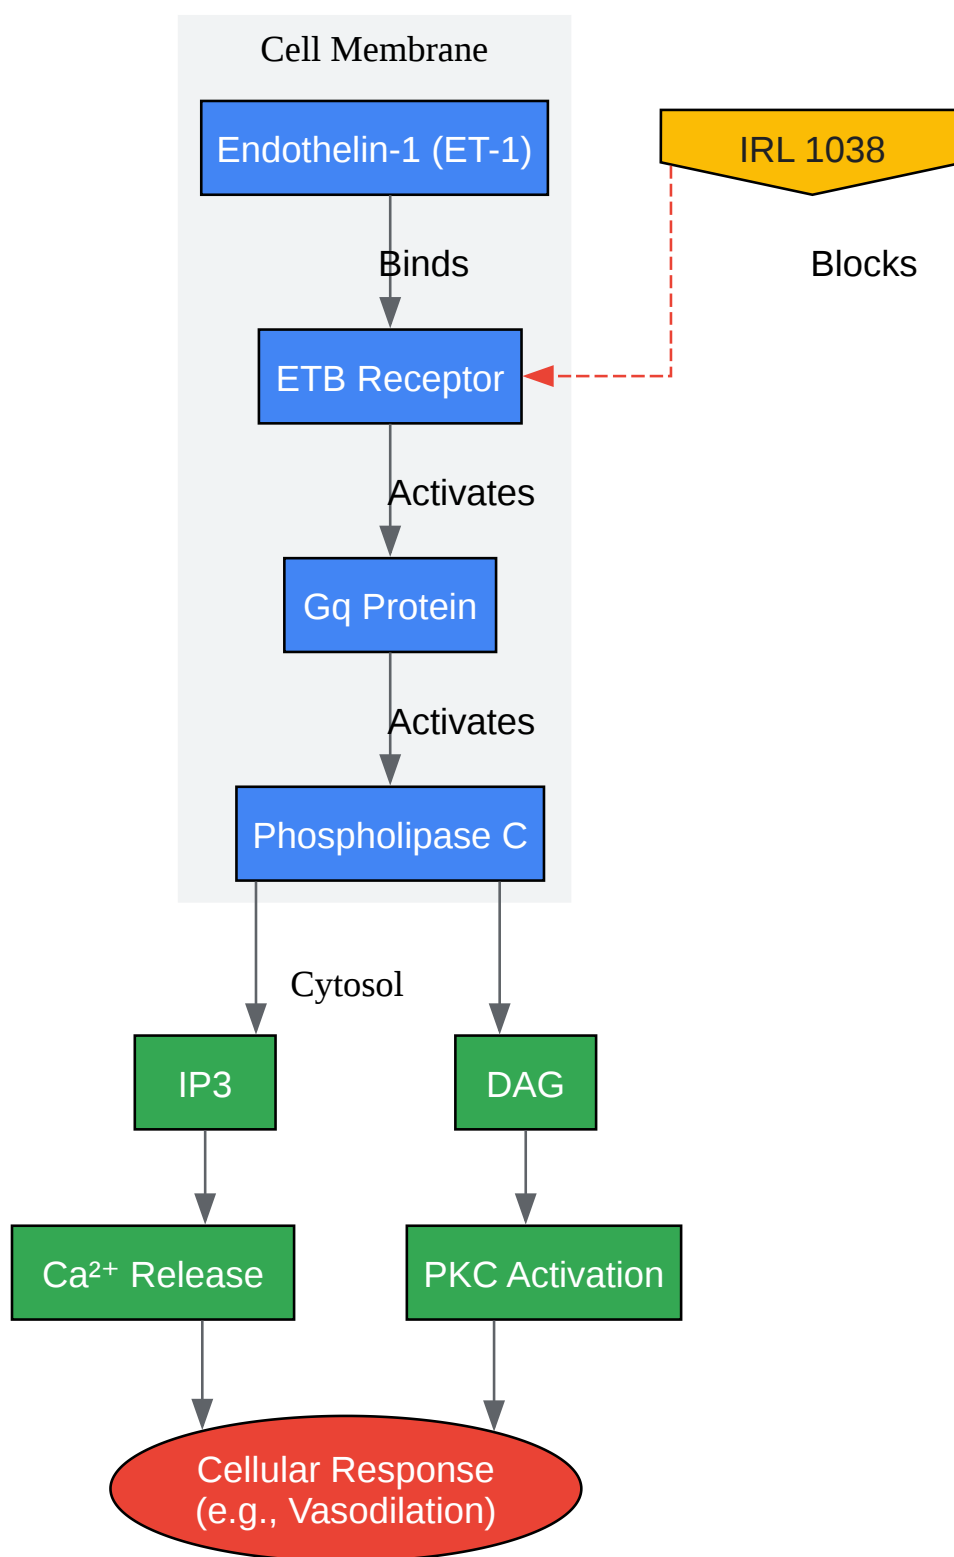 Cell Membrane
Endothelin-1 (ET-1)
IRL 1038
Binds
Blocks
ETB Receptor
Activates
Gq Protein
Activates
Phospholipase C
Cytosol
IP3
DAG
Ca²⁺ Release
PKC Activation
Cellular Response
(e.g., Vasodilation)